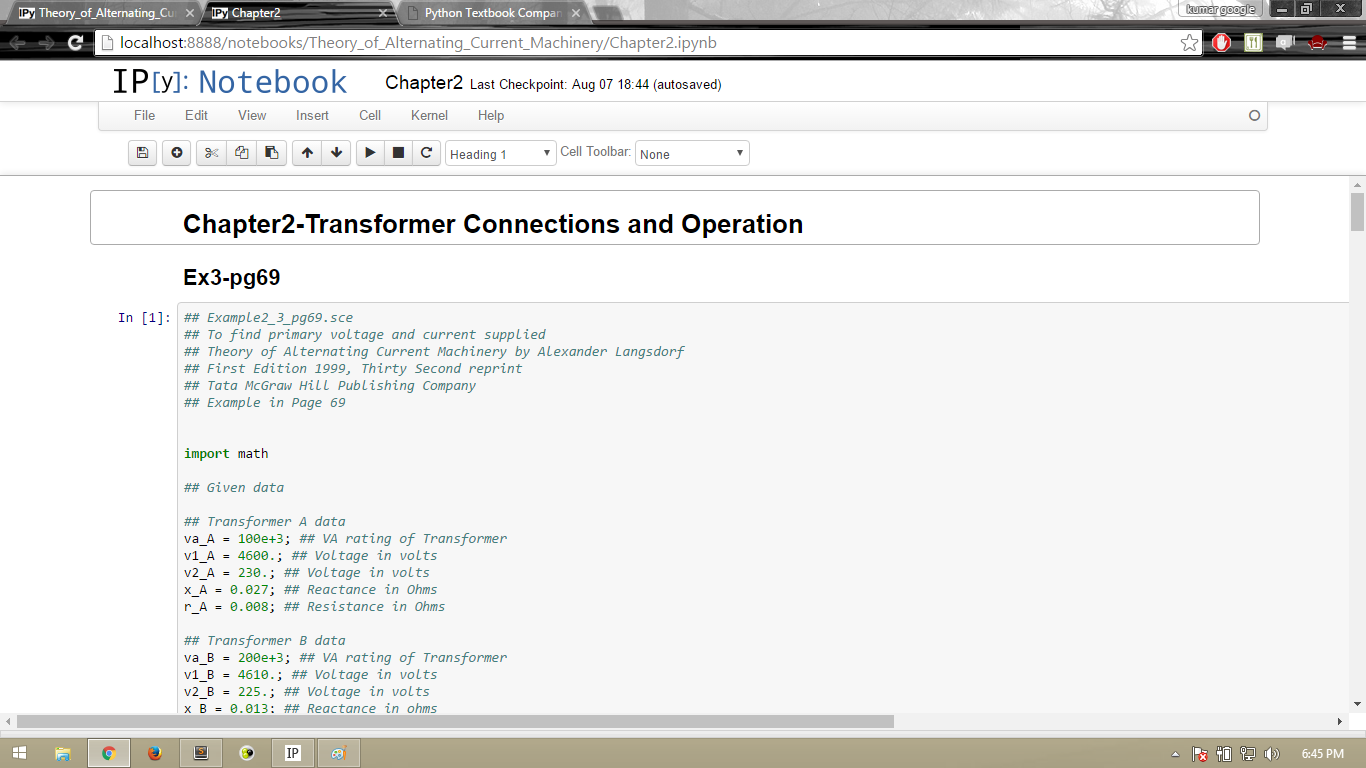 IPy Theory_of_Alternating_Cu
IPy Chapter2
Python Textbook Compan
kumar google
localhost:8888/notebooks/Theory_of_Alternating_Current_Machinery/Chapter2.ipynb
IP[y]: Notebook
Chapter2 Last Checkpoint: Aug 07 18:44 (autosaved)
File Edit View Insert Cell Kernel Help
Heading 1 Cell Toolbar: None
Chapter2-Transformer Connections and Operation
Ex3-pg69
In [1]:
## Example2_3_pg69.sce
## To find primary voltage and current supplied
## Theory of Alternating Current Machinery by Alexander Langsdorf
## First Edition 1999, Thirty Second reprint
## Tata McGraw Hill Publishing Company
## Example in Page 69
import math
## Given data
## Transformer A data
va_A = 100e+3; ## VA rating of Transformer
v1_A = 4600.; ## Voltage in volts
v2_A = 230.; ## Voltage in volts
x_A = 0.027; ## Reactance in Ohms
r_A = 0.008; ## Resistance in Ohms
## Transformer B data
va_B = 200e+3; ## VA rating of Transformer
v1_B = 4610.; ## Voltage in volts
v2_B = 225.; ## Voltage in volts
x_B = 0.013; ## Reactance in ohms
IP
6:45 PM